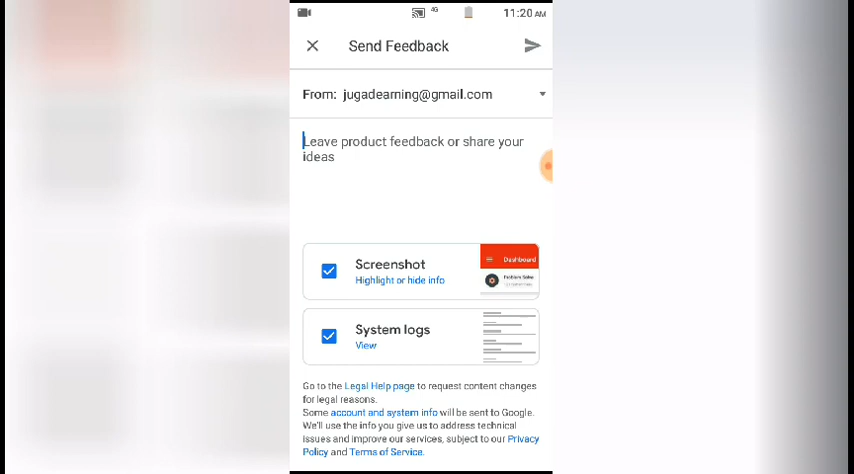 4G
11:20 AM
Send Feedback
From: jugadearning@gmail.com
Leave product feedback or share your
ideas
Screenshot
Highlight or hide info
Dashboard
Problem Solve
System logs
View
Go to the Legal Help page to request content changes
for legal reasons.
Some account and system info will be sent to Google.
We'll use the info you give us to address technical
issues and improve our services, subject to our Privacy
Policy and Terms of Service.